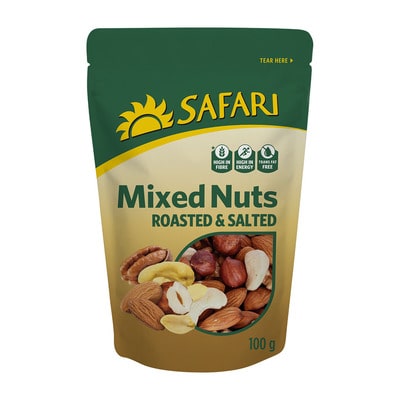 TEAR HERE
SAFARI
HIGH IN FIBRE
HIGH IN ENERGY
TRANS FAT FREE
Mixed Nuts
ROASTED & SALTED
100 g